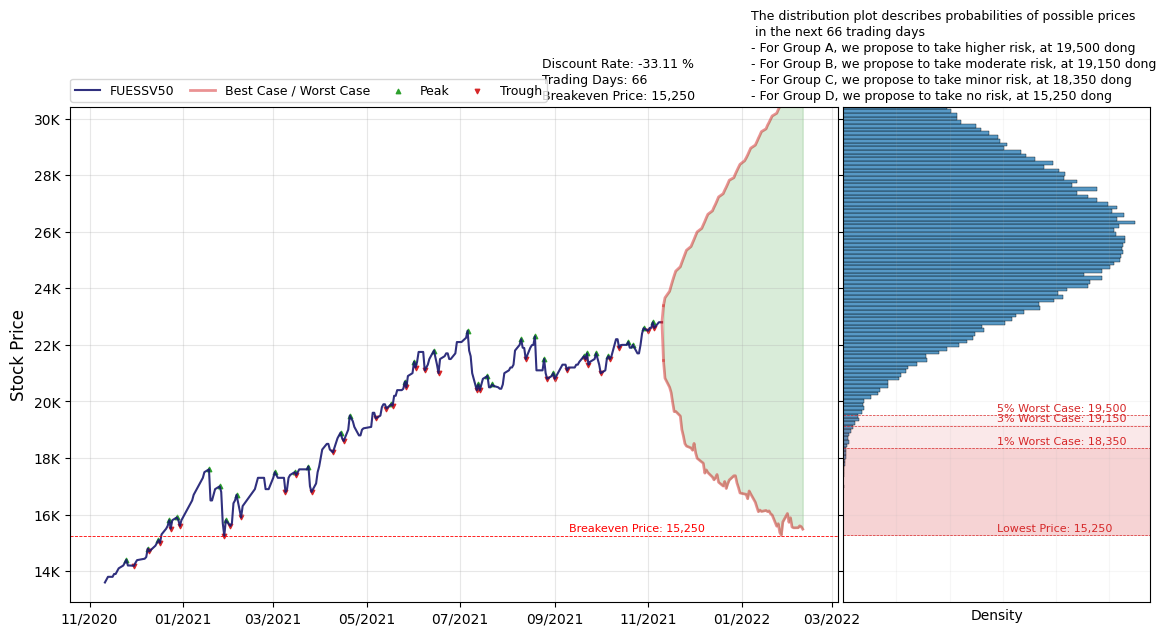 The distribution plot describes probabilities of possible prices
in the next 66 trading days
- For Group A, we propose to take higher risk, at 19,500 dong
- For Group B, we propose to take moderate risk, at 19,150 dong
- For Group C, we propose to take minor risk, at 18,350 dong
- For Group D, we propose to take no risk, at 15,250 dong
Discount Rate: -33.11 %
Trading Days: 66
Breakeven Price: 15,250
FUESSV50 Best Case / Worst Case Peak Trough
Stock Price
30K
28K
26K
24K
22K
20K
18K
16K
14K
Breakeven Price: 15,250
5% Worst Case: 19,500
3% Worst Case: 19,150
1% Worst Case: 18,350
Lowest Price: 15,250
11/2020 01/2021 03/2021 05/2021 07/2021 09/2021 11/2021 01/2022 03/2022
Density